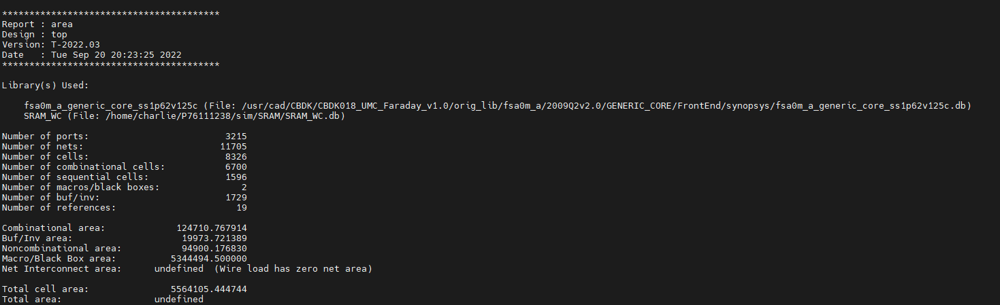 ****************************************
Report : area
Design : top
Version: T-2022.03
Date   : Tue Sep 20 20:23:25 2022
****************************************
Library(s) Used:
    fsa0m_a_generic_core_ss1p62v125c (File: /usr/cad/CBDK/CBDK018_UMC_Faraday_v1.0/orig_lib/fsa0m_a/2009Q2v2.0/GENERIC_CORE/FrontEnd/synopsys/fsa0m_a_generic_core_ss1p62v125c.db)
    SRAM_WC (File: /home/charlie/P76111238/sim/SRAM/SRAM_WC.db)
Number of ports:                         3215
Number of nets:                         11705
Number of cells:                         8326
Number of combinational cells:           6700
Number of sequential cells:              1596
Number of macros/black boxes:               2
Number of buf/inv:                       1729
Number of references:                      19
Combinational area:             124710.767914
Buf/Inv area:                    19973.721389
Noncombinational area:           94900.176830
Macro/Black Box area:          5344494.500000
Net Interconnect area:      undefined  (Wire load has zero net area)
Total cell area:               5564105.444744
Total area:                 undefined